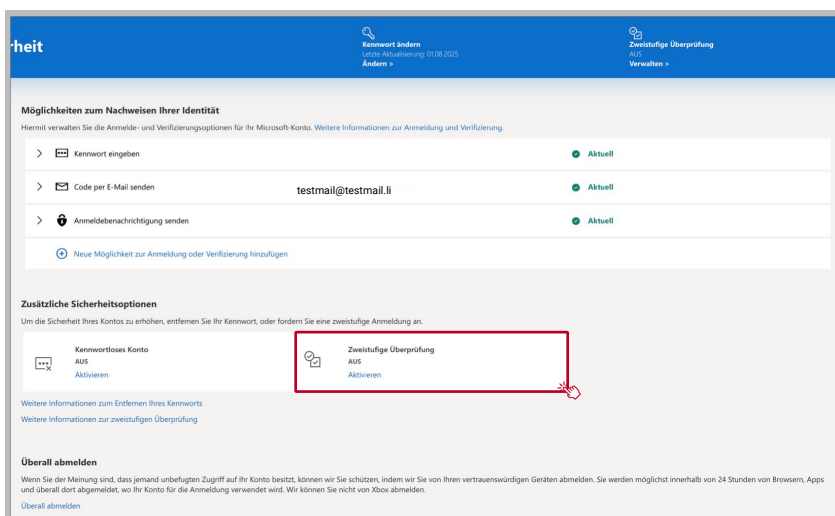 rheit
Kennwort ändern
Letzte Aktualisierung: 01.08.2025
Ändern >
Zweistufige Überprüfung
AUS
Verwalten >
Möglichkeiten zum Nachweisen Ihrer Identität
Hiermit verwalten Sie die Anmelde- und Verifizierungsoptionen für Ihr Microsoft-Konto. Weitere Informationen zur Anmeldung und Verifizierung.
Kennwort eingeben
Aktuell
Code per E-Mail senden
testmail@testmail.li
Aktuell
Anmeldebenachrichtigung senden
Aktuell
Neue Möglichkeit zur Anmeldung oder Verifizierung hinzufügen
Zusätzliche Sicherheitsoptionen
Um die Sicherheit Ihres Kontos zu erhöhen, entfernen Sie Ihr Kennwort, oder fordern Sie eine zweistufige Anmeldung an.
Kennwortloses Konto
AUS
Aktivieren
Zweistufige Überprüfung
AUS
Aktivieren
Weitere Informationen zum Entfernen Ihres Kennworts
Weitere Informationen zur zweistufigen Überprüfung
Überall abmelden
Wenn Sie der Meinung sind, dass jemand unbefugten Zugriff auf Ihr Konto besitzt, können wir Sie schützen, indem wir Sie von Ihren vertrauenswürdigen Geräten abmelden. Sie werden möglichst innerhalb von 24 Stunden von Browsern, Apps
und überall dort abgemeldet, wo Ihr Konto für die Anmeldung verwendet wird. Wir können Sie nicht von Xbox abmelden.
Überall abmelden